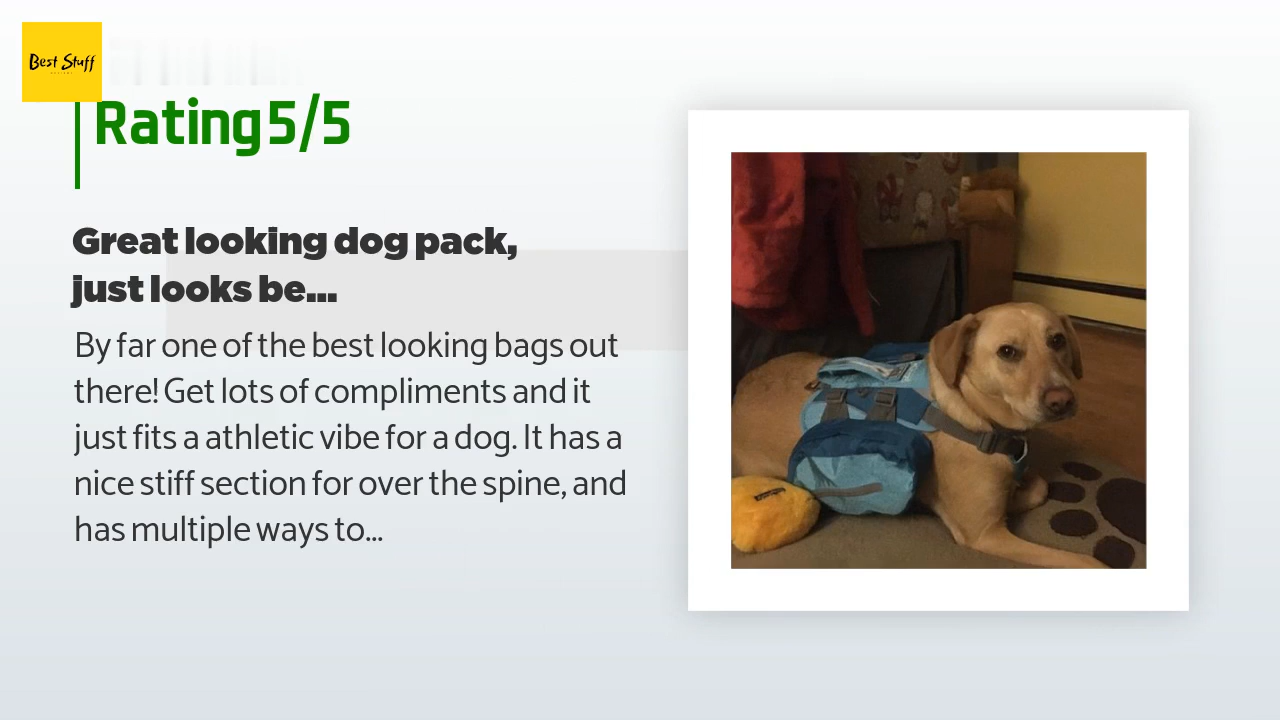 Best Stuff
Rating 5/5
Great looking dog pack,
just looks be...
By far one of the best looking bags out
there! Get lots of compliments and it
just fits a athletic vibe for a dog. It has a
nice stiff section for over the spine, and
has multiple ways to...